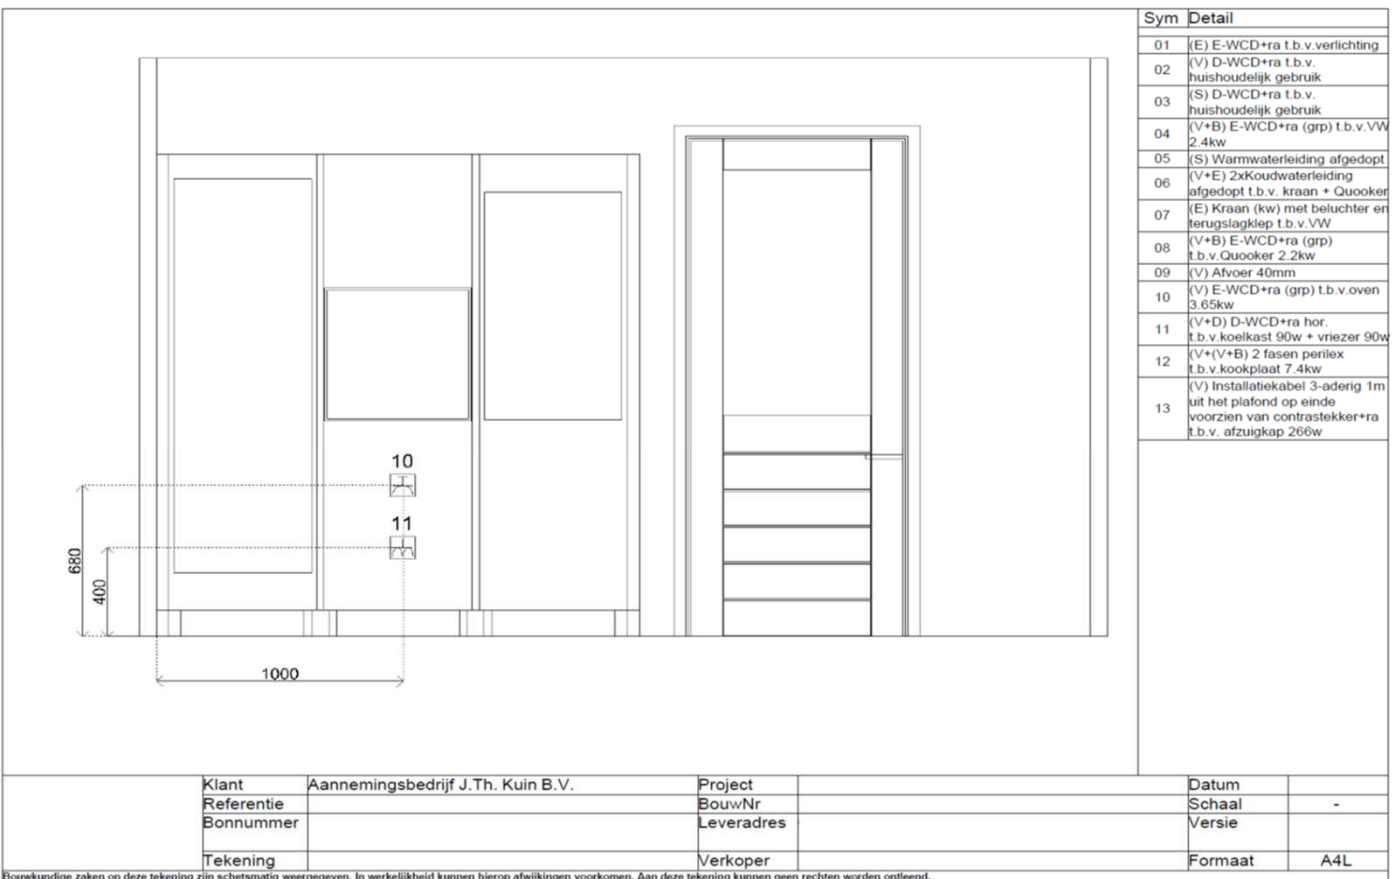 Sym Detail
01 (E) E-WCD+ra t.b.v.verlichting
02 (V) D-WCD+ra t.b.v.
huishoudelijk gebruik
03 (S) D-WCD+ra t.b.v.
huishoudelijk gebruik
04 (V+B) E-WCD+ra (grp) t.b.v.VW
2.4kw
05 (S) Warmwaterleiding afgedopt
06 (V+E) 2xKoudwaterleiding
afgedopt t.b.v. kraan + Quooker
07 (E) Kraan (kw) met beluchter en
terugslagklep t.b.v.VW
08 (V+B) E-WCD+ra (grp)
t.b.v.Quooker 2.2kw
09 (V) Afvoer 40mm
10 (V) E-WCD+ra (grp) t.b.v.oven
3.65kw
11 (V+D) D-WCD+ra hor.
t.b.v.koelkast 90w + vriezer 90w
12 (V+(V+B) 2 fasen perilex
t.b.v.kookplaat 7.4kw
13 (V) Installatiekabel 3-aderig 1m
uit het plafond op einde
voorzien van contrastekker+ra
t.b.v. afzuigkap 266w
10
11
680
400
1000
Klant Aannemingsbedrijf J.Th. Kuin B.V. Project Datum
Referentie BouwNr Schaal -
Bonnummer Leveradres Versie
Tekening Verkoper Formaat A4L
Bouwkundige zaken op deze tekening zijn schetsmatig weergegeven. In werkelijkheid kunnen hierop afwijkingen voorkomen. Aan deze tekening kunnen geen rechten worden ontleend.